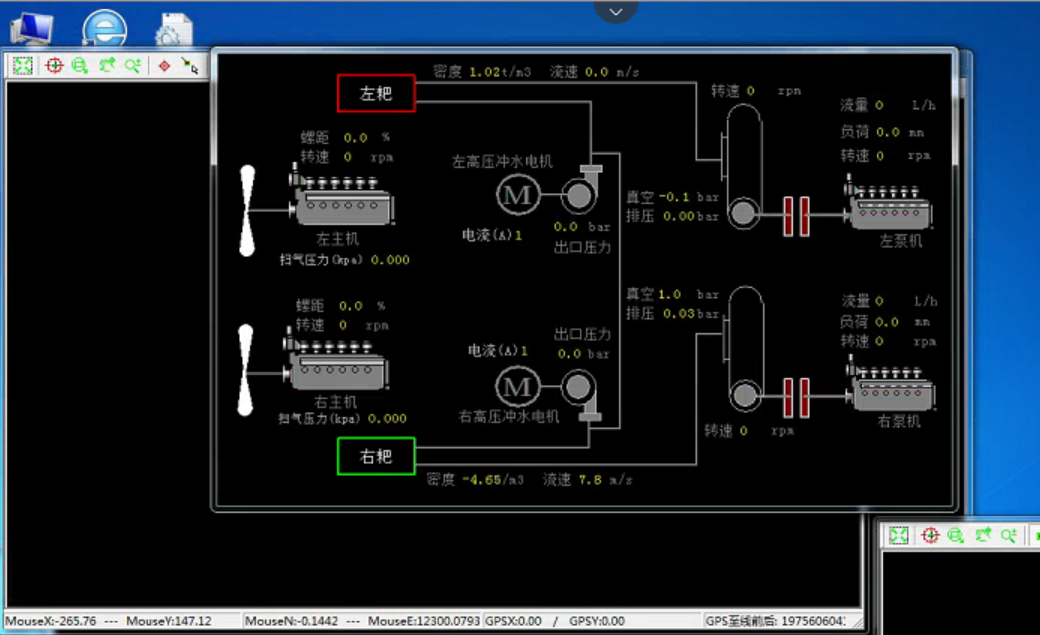 密度 1.02t/m3 流速 0.0 m/s
左耙
转速 0 rpm
流量 0 L/h
负荷 0.0 mm
转速 0 rpm
螺距 0.0 %
转速 0 rpm
左高压冲水电机
M
真空 -0.1 bar
排压 0.00 bar
电流(A) 1
0.0 bar
出口压力
左主机
左泵机
扫气压力(kpa) 0.000
螺距 0.0 %
转速 0 rpm
真空 1.0 bar
排压 0.03 bar
流量 0 L/h
负荷 0.0 mm
转速 0 rpm
出口压力
电流(A) 1
0.0 bar
M
右主机
右高压冲水电机
扫气压力(kpa) 0.000
右泵机
转速 0 rpm
右耙
密度 -4.65/m3 流速 7.8 m/s
MouseX:-265.76 --- MouseY:147.12 MouseN:-0.1442 --- MouseE:12300.0793 GPSX:0.00 / GPSY:0.00 GPS至线前后: 197560604